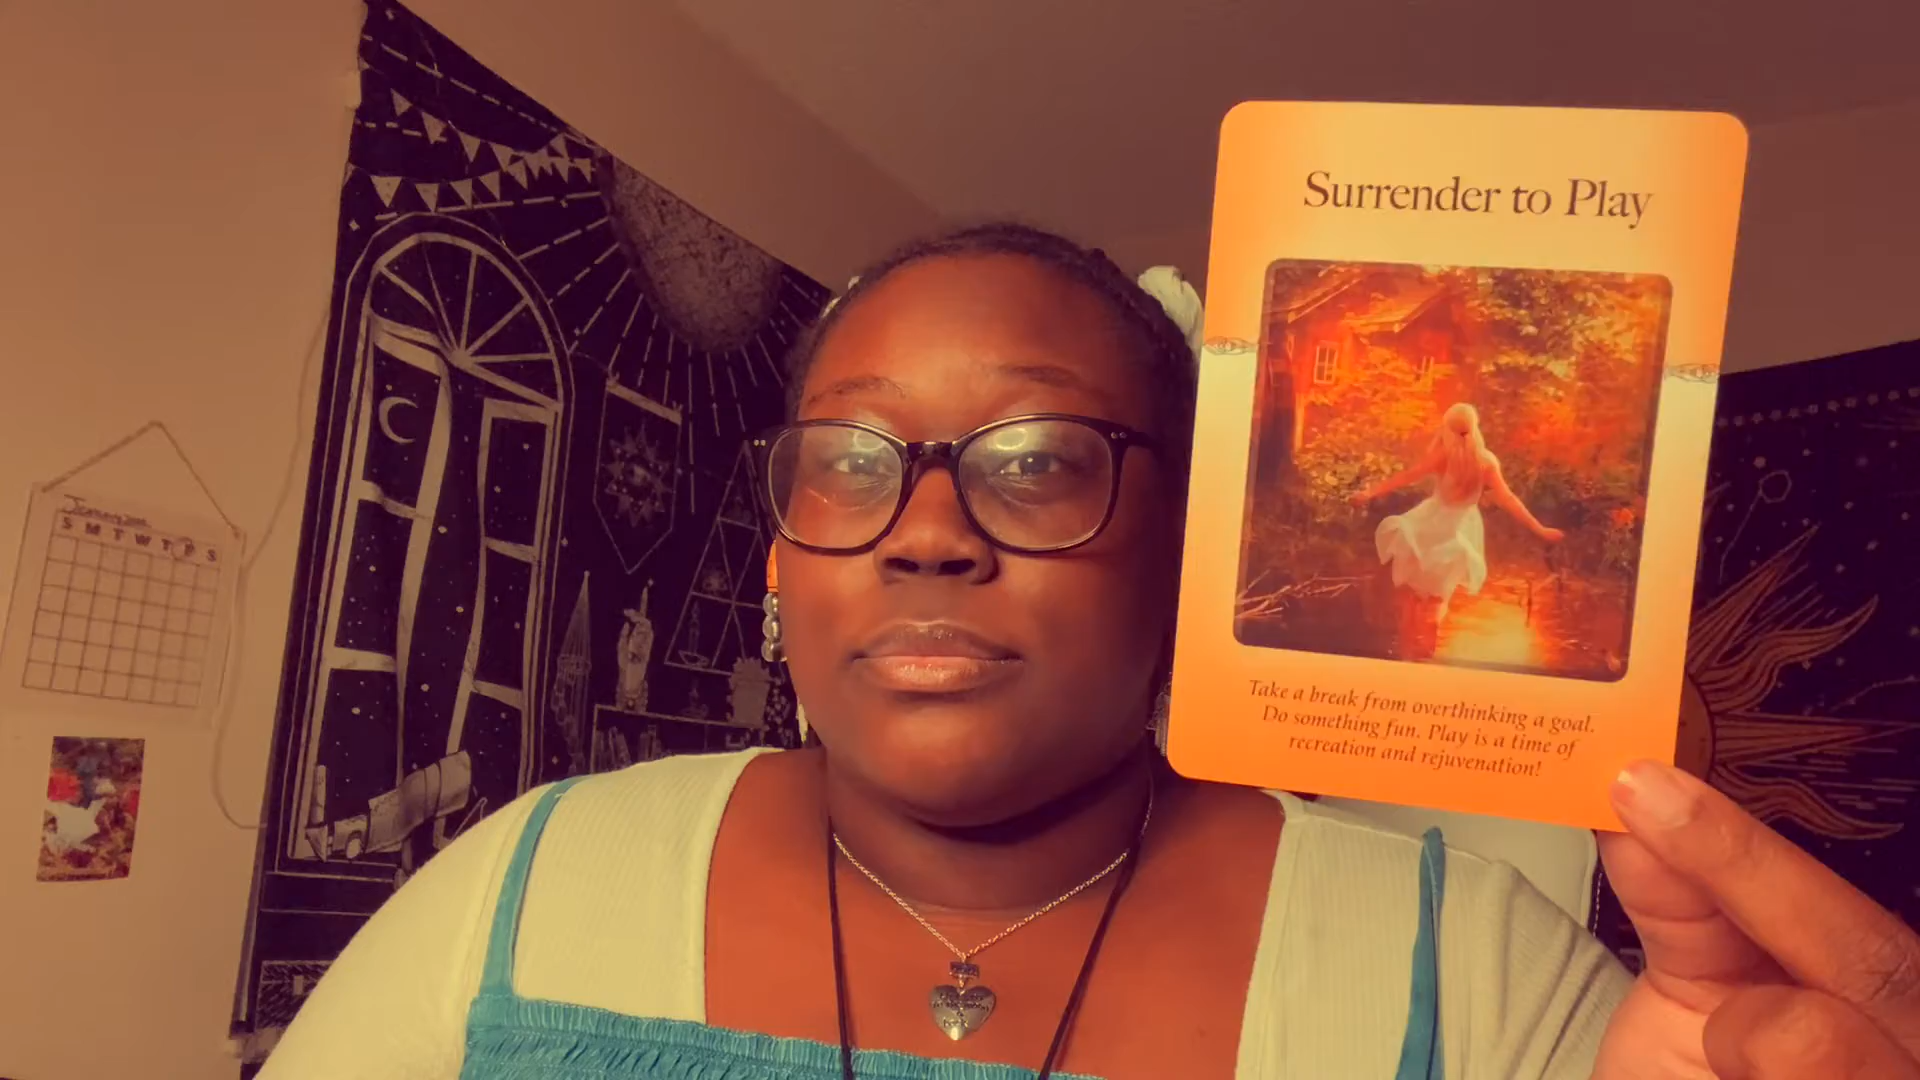 Surrender to Play
Take a break from overthinking a goal.
Do something fun. Play is a time of
recreation and rejuvenation!
S M T W T F S